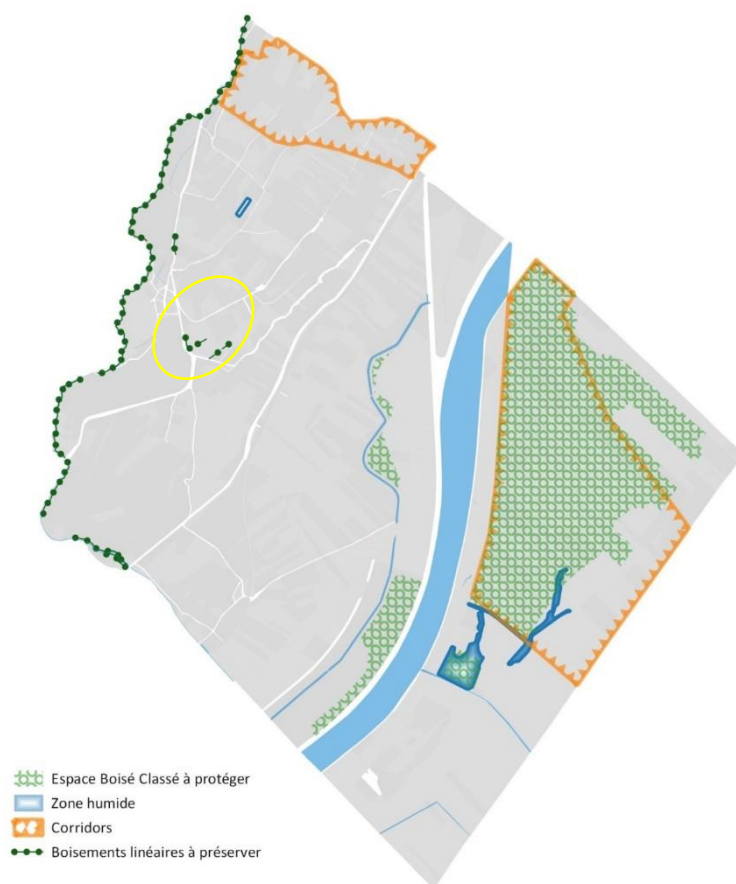 Espace Boisé Classé à protéger
Zone humide
Corridors
Boisements linéaires à préserver